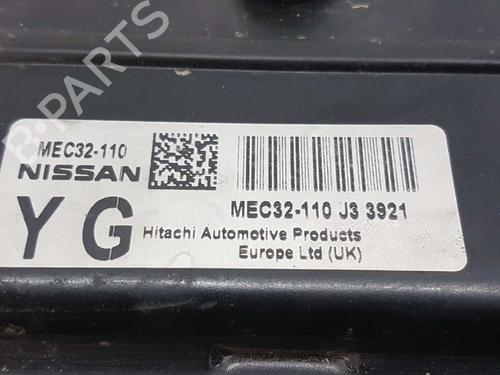 MEC32-110
NISSAN
Y G
MEC32-110 J3 3921
Hitachi Automotive Products
Europe Ltd (UK)
B-PARTS